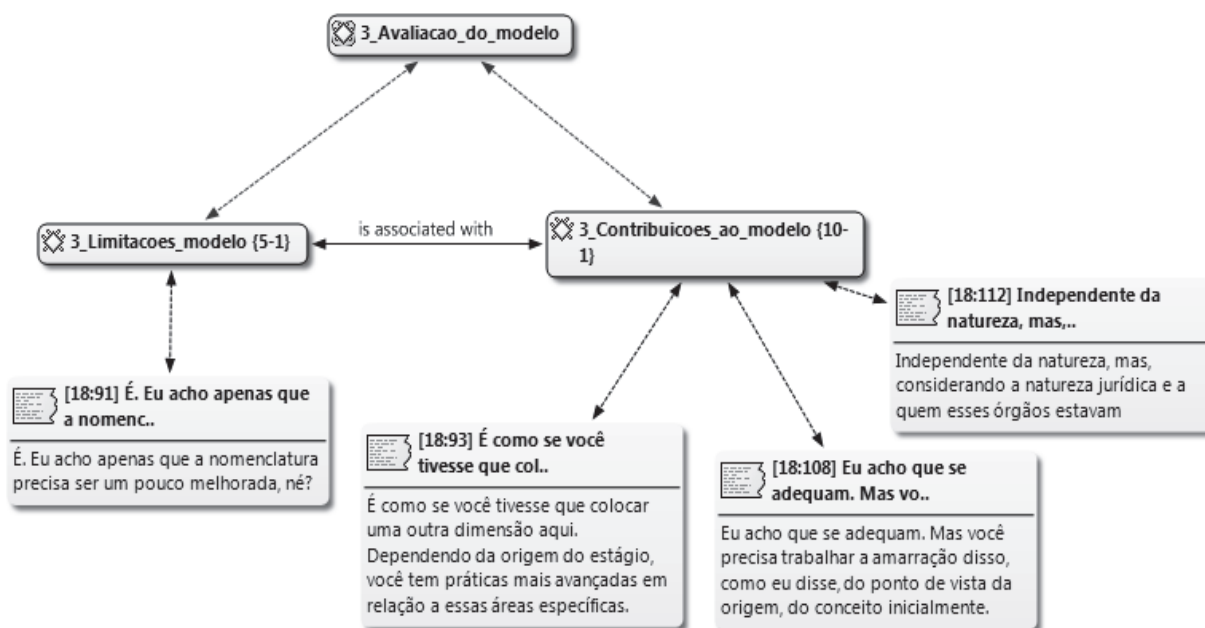 3_Avaliacao_do_modelo
3_Limitacoes_modelo {5-1}
is associated with
3_Contribuicoes_ao_modelo {10-
1}
[18:112] Independente da
natureza, mas,..
Independente da natureza, mas,
considerando a natureza jurídica e a
quem esses órgãos estavam
[18:91] É. Eu acho apenas que
a nomenc..
É. Eu acho apenas que a nomenclatura
precisa ser um pouco melhorada, né?
[18:93] É como se você
tivesse que col..
É como se você tivesse que colocar
uma outra dimensão aqui.
Dependendo da origem do estágio,
você tem práticas mais avançadas em
relação a essas áreas específicas.
[18:108] Eu acho que se
adequam. Mas vo..
Eu acho que se adequam. Mas você
precisa trabalhar a amarração disso,
como eu disse, do ponto de vista da
origem, do conceito inicialmente.